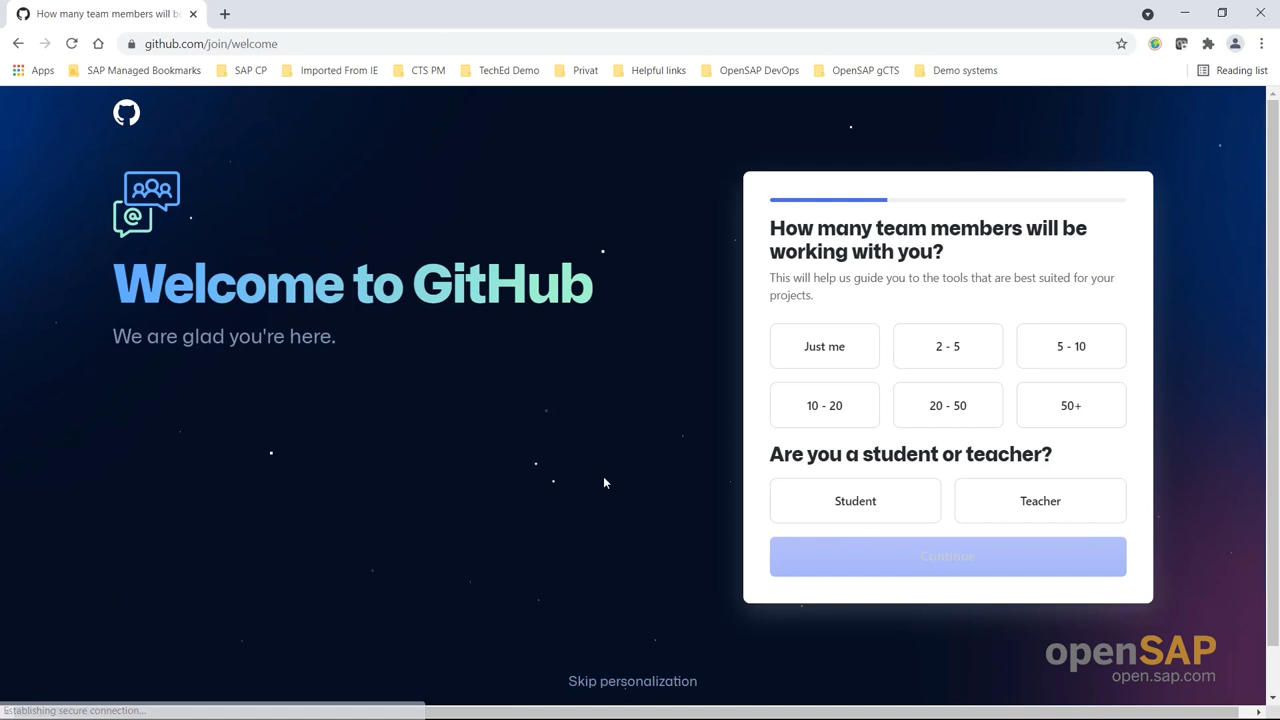 How many team members will be
github.com/join/welcome
Apps
SAP Managed Bookmarks
SAP CP
Imported From IE
CTS PM
TechEd Demo
Privat
Helpful links
OpenSAP DevOps
OpenSAP gCTS
Demo systems
Reading list
@
Welcome to GitHub
We are glad you're here.
How many team members will be
working with you?
This will help us guide you to the tools that are best suited for your
projects.
Just me
2 - 5
5 - 10
10 - 20
20 - 50
50+
Are you a student or teacher?
Student
Teacher
Continue
openSAP
open.sap.com
Skip personalization
Establishing secure connection...